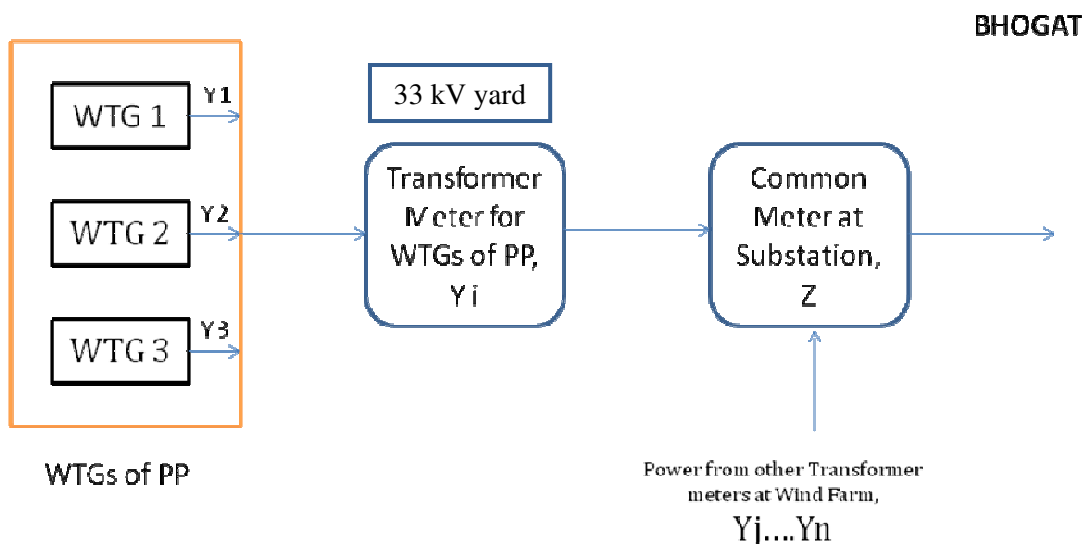 BHOGAT
WTG 1
Y1
WTG 2
Y2
WTG 3
Y3
WTGs of PP
33 kV yard
Transformer
Meter for
WTGs of PP,
Yi
Common
Meter at
Substation,
Z
Power from other Transformer
meters at Wind Farm,
Yj....Yn